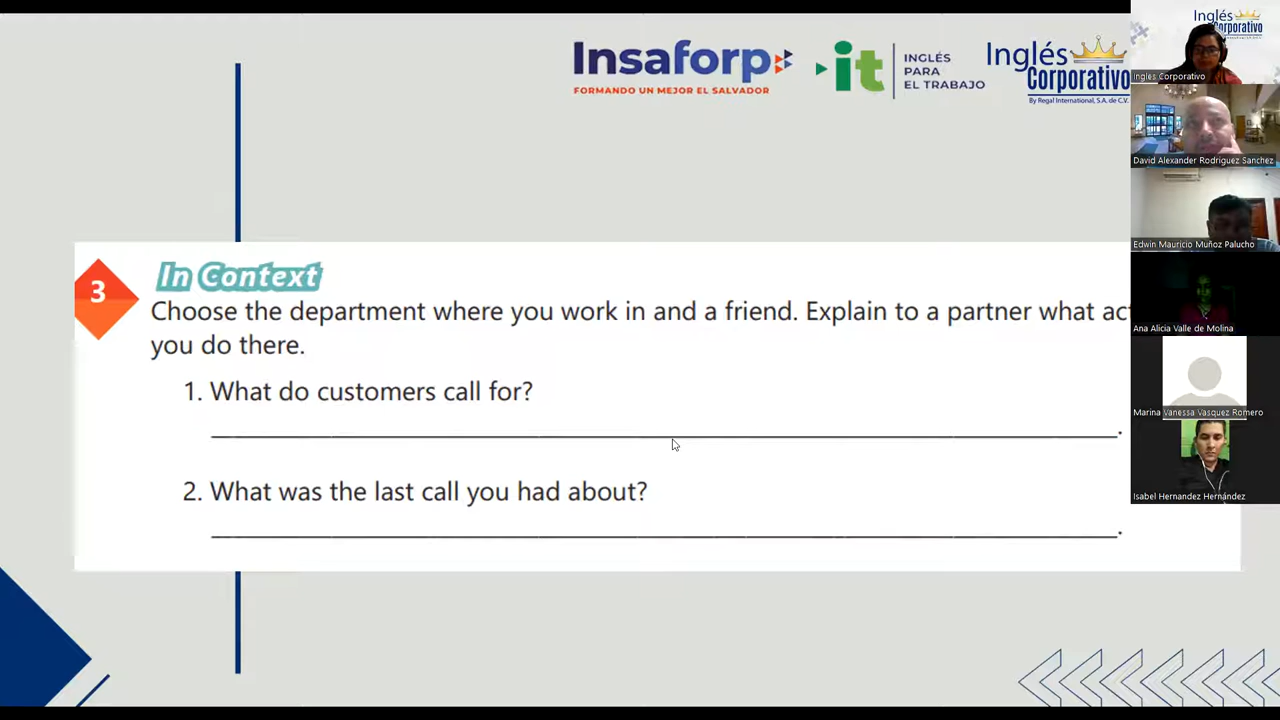 Insaforp
FORMANDO UN MEJOR EL SALVADOR
it
INGLÉS
PARA
EL TRABAJO
Inglés
Corporativo
By Regal International, S.A. de C.V.
3
In Context
Choose the department where you work in and a friend. Explain to a partner what act
you do there.
1. What do customers call for?
2. What was the last call you had about?
Inglés
Corporativo
Ingles Corporativo
David Alexander Rodriguez Sanchez
Edwin Mauricio Muñoz Palucho
Ana Alicia Valle de Molina
Marina Vanessa Vasquez Romero
Isabel Hernandez Hernández